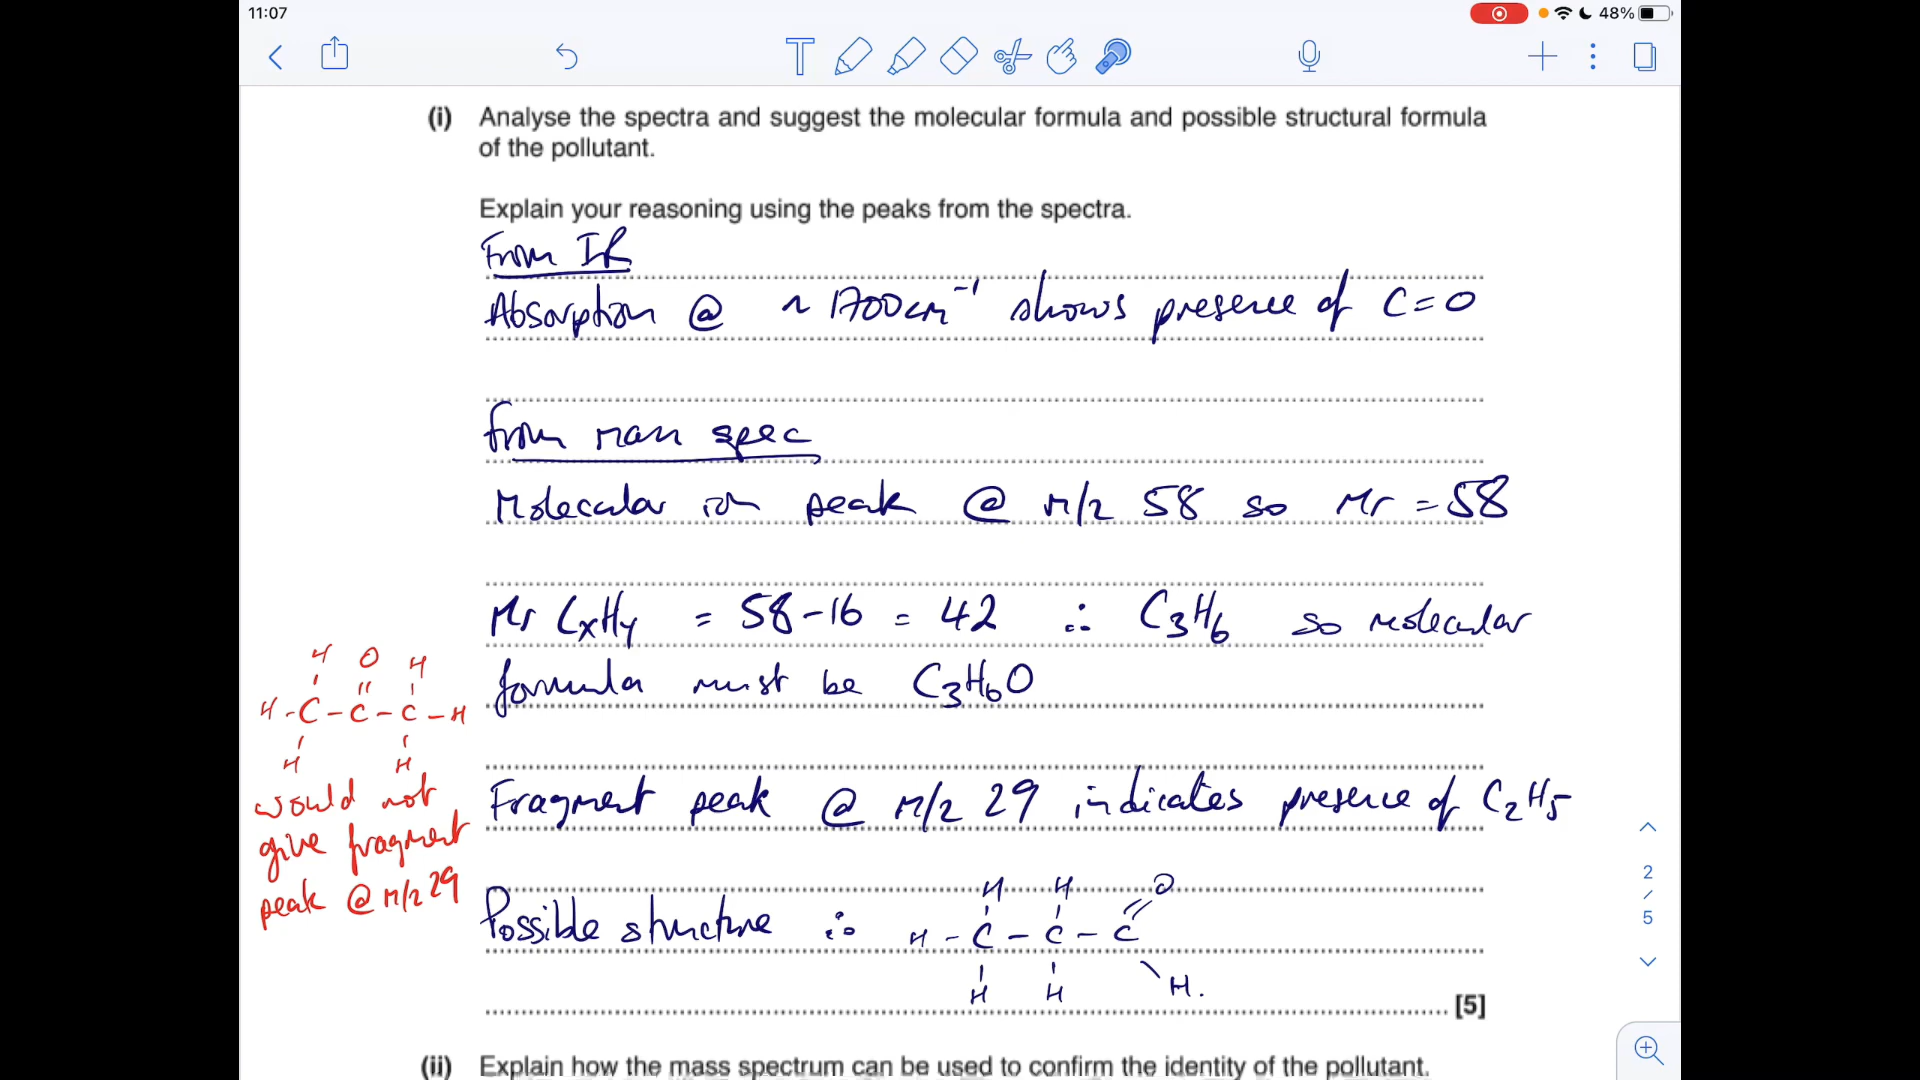 11:07
48%
(i) Analyse the spectra and suggest the molecular formula and possible structural formula
of the pollutant.
Explain your reasoning using the peaks from the spectra.
From IR
Absorption @ ~ 1700cm⁻¹ shows presence of C=O
From mass spec
Molecular ion peak @ m/z 58 so Mr = 58
Mr CxHy = 58-16 = 42 ∴ C₃H₆ so molecular
formula must be C₃H₆O
Fragment peak @ m/z 29 indicates presence of C₂H₅
Possible structure ∴
H H O
H - C - C - C
H H H.
[5]
H O H
H - C - C - C - H
H H
would not
give fragment
peak @ m/z 29
2
/
5
(ii) Explain how the mass spectrum can be used to confirm the identity of the pollutant.